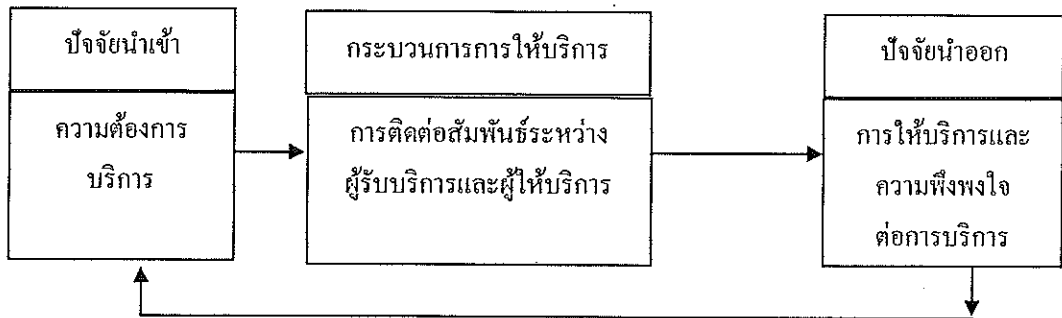 ปัจจัยนำเข้า
ความต้องการ
บริการ
กระบวนการการให้บริการ
การติดต่อสัมพันธ์ระหว่าง
ผู้รับบริการและผู้ให้บริการ
ปัจจัยนำออก
การให้บริการและ
ความพึงพงใจ
ต่อการบริการ